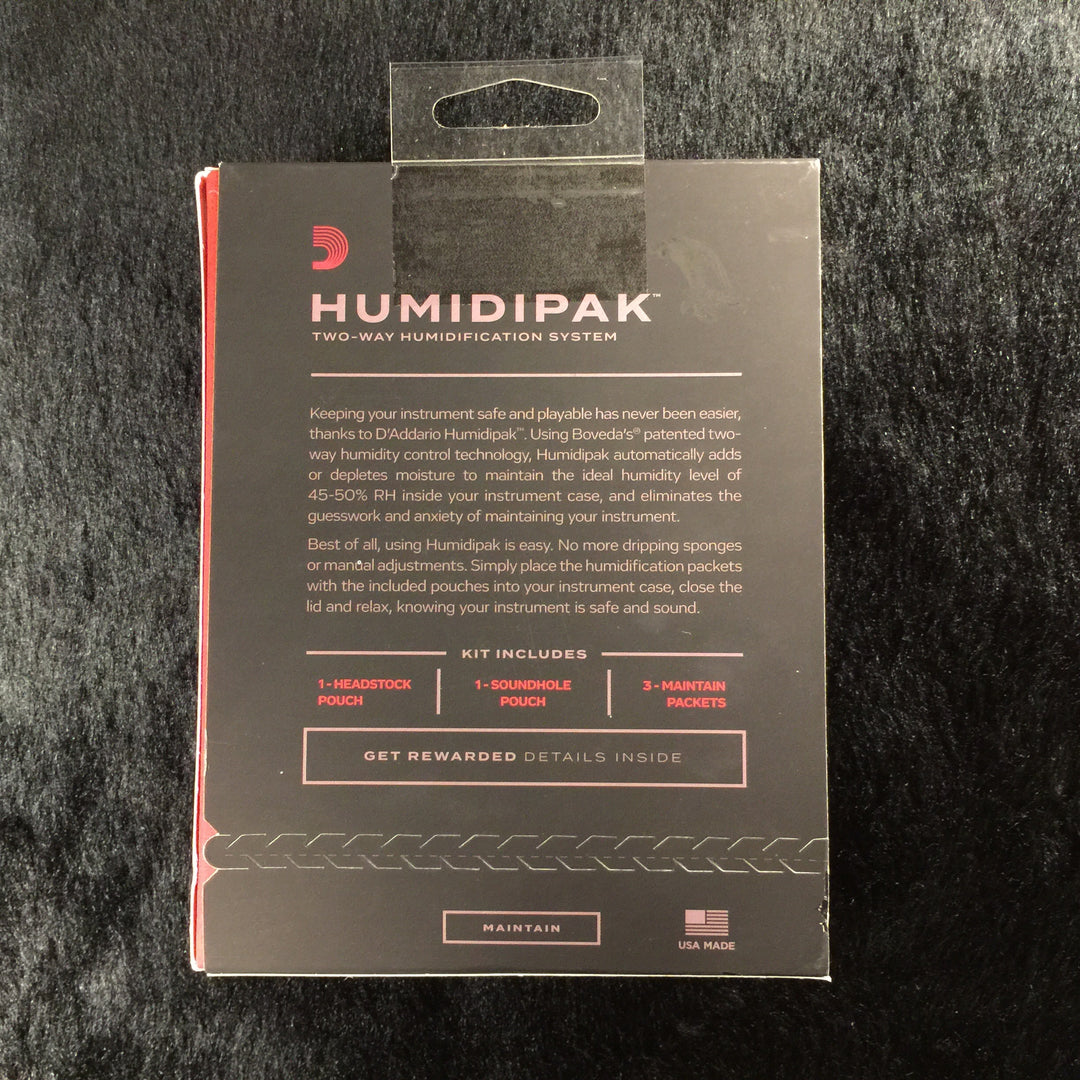 HUMIDIPAK™
TWO-WAY HUMIDIFICATION SYSTEM
Keeping your instrument safe and playable has never been easier,
thanks to D'Addario Humidipak™. Using Boveda's® patented two-
way humidity control technology, Humidipak automatically adds
or depletes moisture to maintain the ideal humidity level of
45-50% RH inside your instrument case, and eliminates the
guesswork and anxiety of maintaining your instrument.
Best of all, using Humidipak is easy. No more dripping sponges
or manual adjustments. Simply place the humidification packets
with the included pouches into your instrument case, close the
lid and relax, knowing your instrument is safe and sound.
KIT INCLUDES
1 - HEADSTOCK
POUCH
1 - SOUNDHOLE
POUCH
3 - MAINTAIN
PACKETS
GET REWARDED DETAILS INSIDE
MAINTAIN
USA MADE